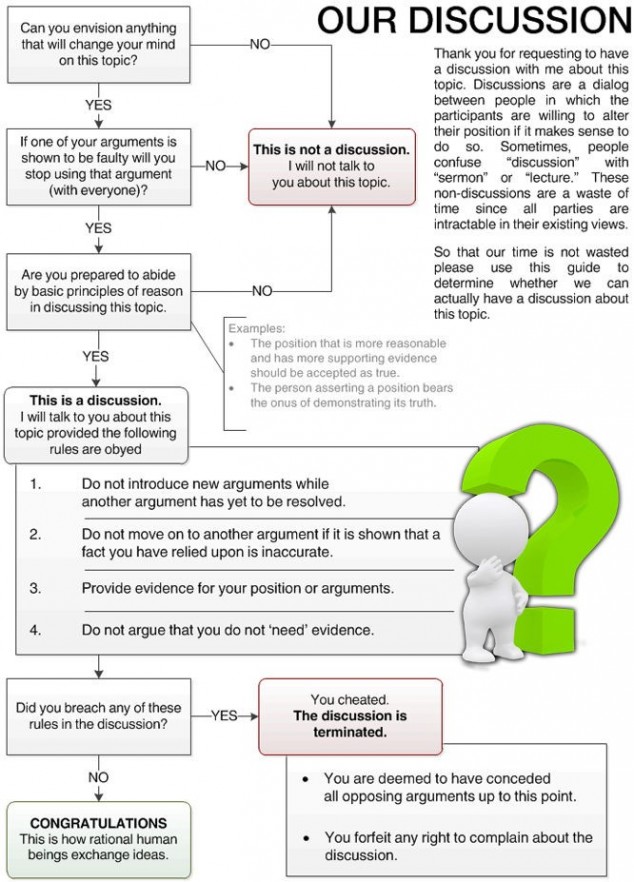 OUR DISCUSSION
Thank you for requesting to have
a discussion with me about this
topic. Discussions are a dialog
between people in which the
participants are willing to alter
their position if it makes sense to
do so. Sometimes, people
confuse “discussion” with
“sermon” or “lecture.” These
non-discussions are a waste of
time since all parties are
intractable in their existing views.
So that our time is not wasted
please use this guide to
determine whether we can
actually have a discussion about
this topic.
Can you envision anything
that will change your mind
on this topic?
NO
YES
If one of your arguments is
shown to be faulty will you
stop using that argument
(with everyone)?
NO
This is not a discussion.
I will not talk to
you about this topic.
YES
Are you prepared to abide
by basic principles of reason
in discussing this topic.
NO
Examples:
• The position that is more reasonable
and has more supporting evidence
should be accepted as true.
• The person asserting a position bears
the onus of demonstrating its truth.
YES
This is a discussion.
I will talk to you about this
topic provided the following
rules are obyed
1. Do not introduce new arguments while
another argument has yet to be resolved.
2. Do not move on to another argument if it is shown that a
fact you have relied upon is inaccurate.
3. Provide evidence for your position or arguments.
4. Do not argue that you do not ‘need’ evidence.
Did you breach any of these
rules in the discussion?
YES
You cheated.
The discussion is
terminated.
• You are deemed to have conceded
all opposing arguments up to this point.
• You forfeit any right to complain about the
discussion.
NO
CONGRATULATIONS
This is how rational human
beings exchange ideas.